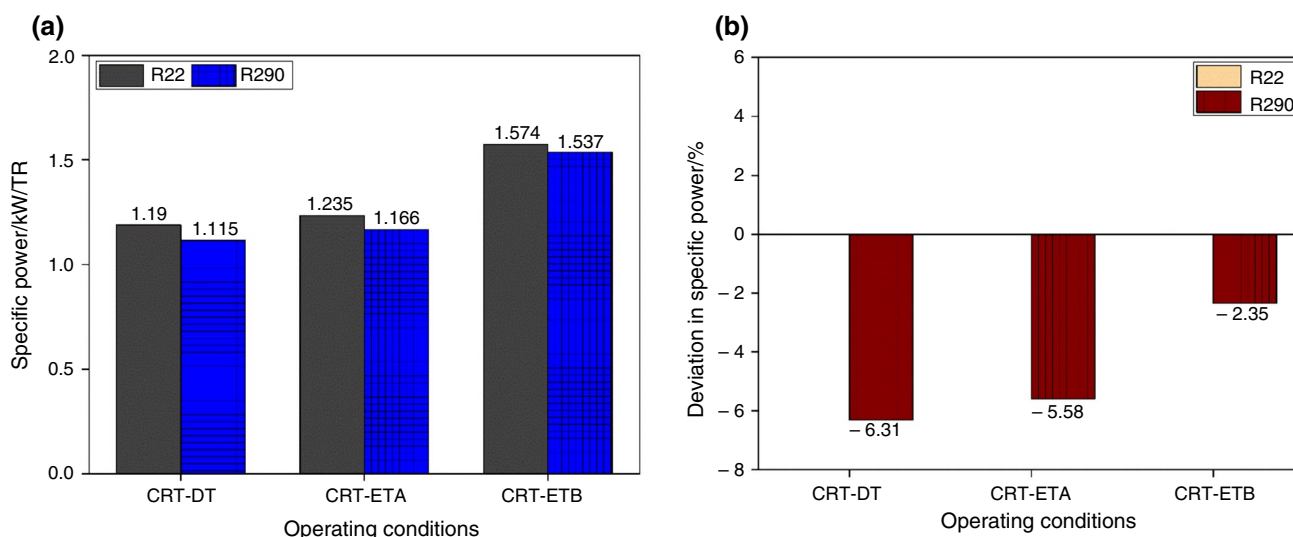 (a)
2.0
1.5
1.0
0.5
0.0
Specific power/kW/TR
R22 R290
1.19 1.115 1.235 1.166 1.574 1.537
CRT-DT CRT-ETA CRT-ETB
Operating conditions
(b)
6
4
2
0
– 2
– 4
– 6
– 8
Deviation in specific power/%
R22
R290
– 6.31 – 5.58 – 2.35
CRT-DT CRT-ETA CRT-ETB
Operating conditions